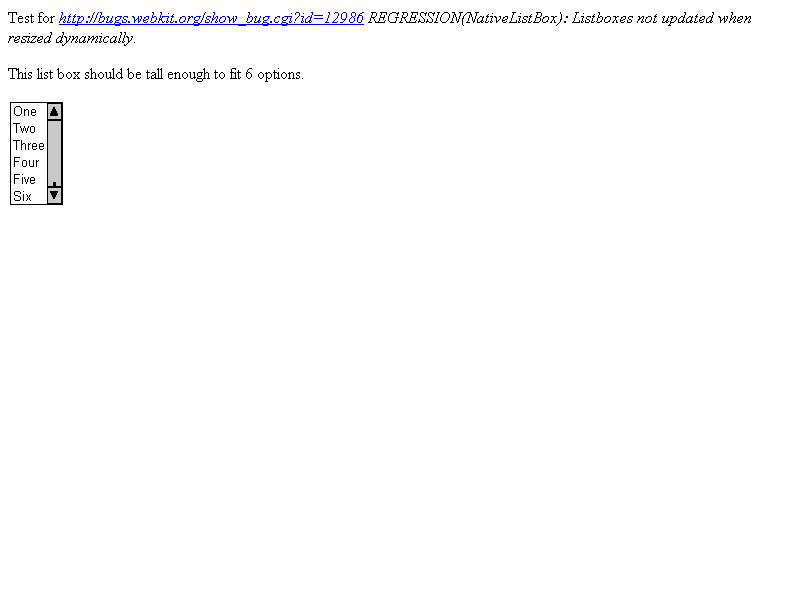 Test for http://bugs.webkit.org/show_bug.cgi?id=12986 REGRESSION(NativeListBox): Listboxes not updated when
resized dynamically.
This list box should be tall enough to fit 6 options.
One
Two
Three
Four
Five
Six